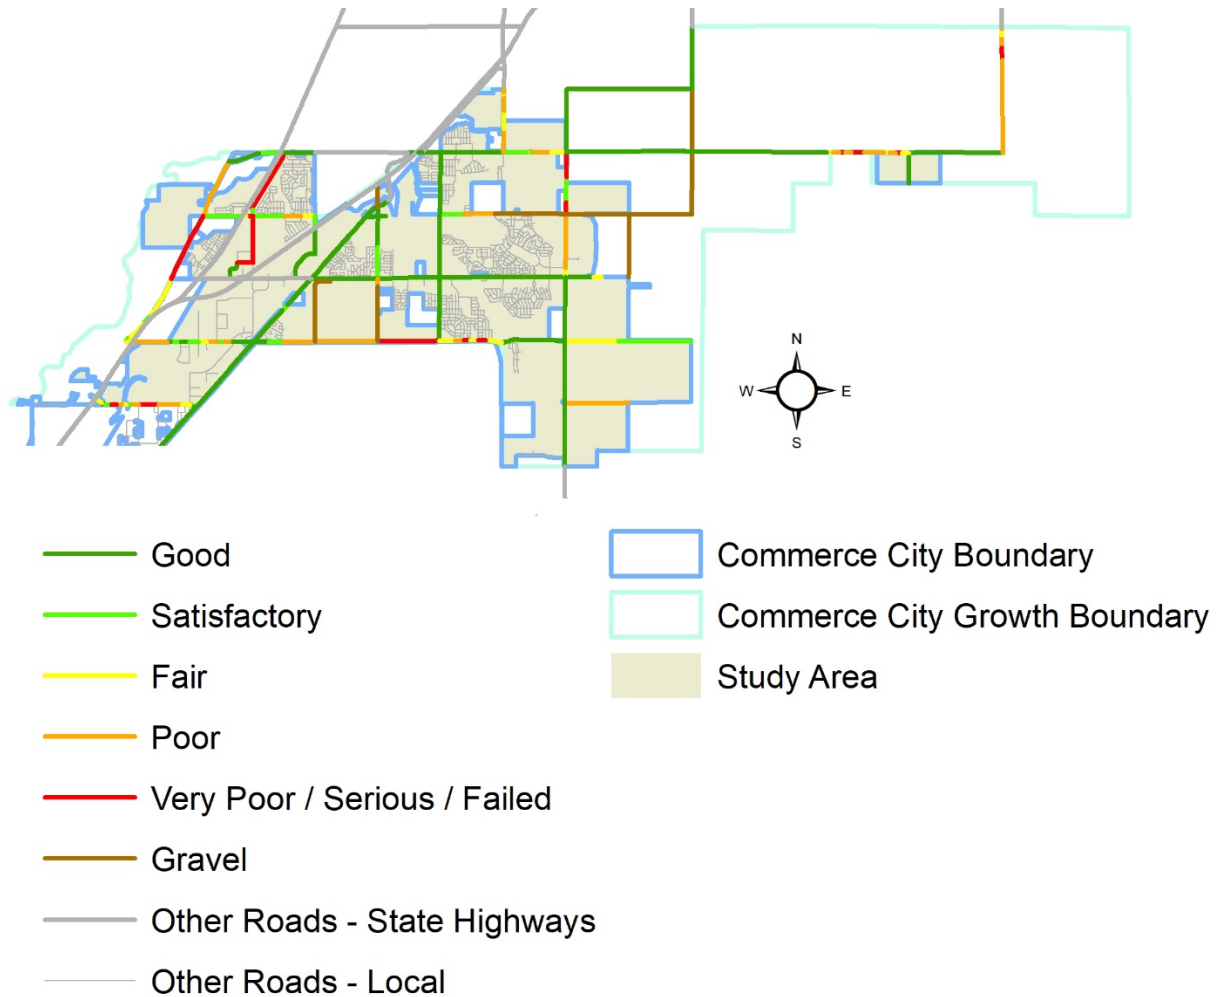 N
W E
S
Good
Satisfactory
Fair
Poor
Very Poor / Serious / Failed
Gravel
Other Roads - State Highways
Other Roads - Local
Commerce City Boundary
Commerce City Growth Boundary
Study Area